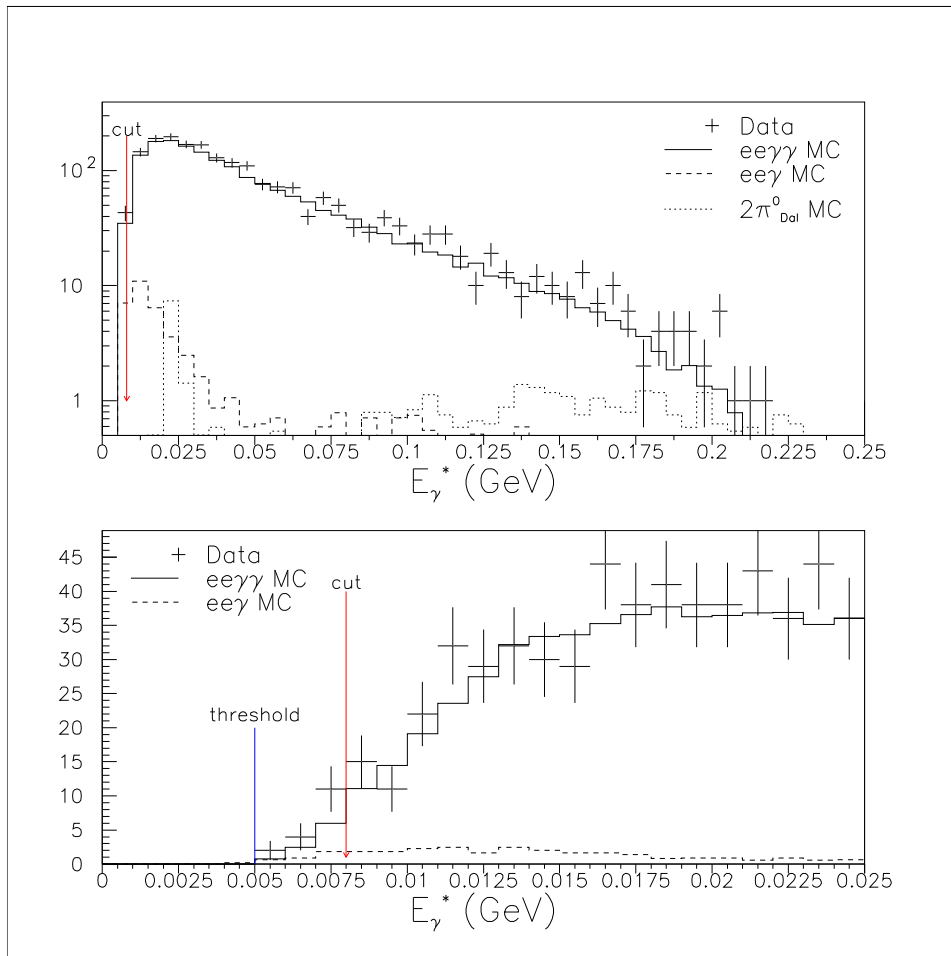 cut
Data
eeγγ MC
eeγ MC
2π⁰Dal MC
10²
10
1
0 0.025 0.05 0.075 0.1 0.125 0.15 0.175 0.2 0.225 0.25
Eγ* (GeV)
Data
eeγγ MC
eeγ MC
cut
threshold
45
40
35
30
25
20
15
10
5
0
0 0.0025 0.005 0.0075 0.01 0.0125 0.015 0.0175 0.02 0.0225 0.025
Eγ* (GeV)